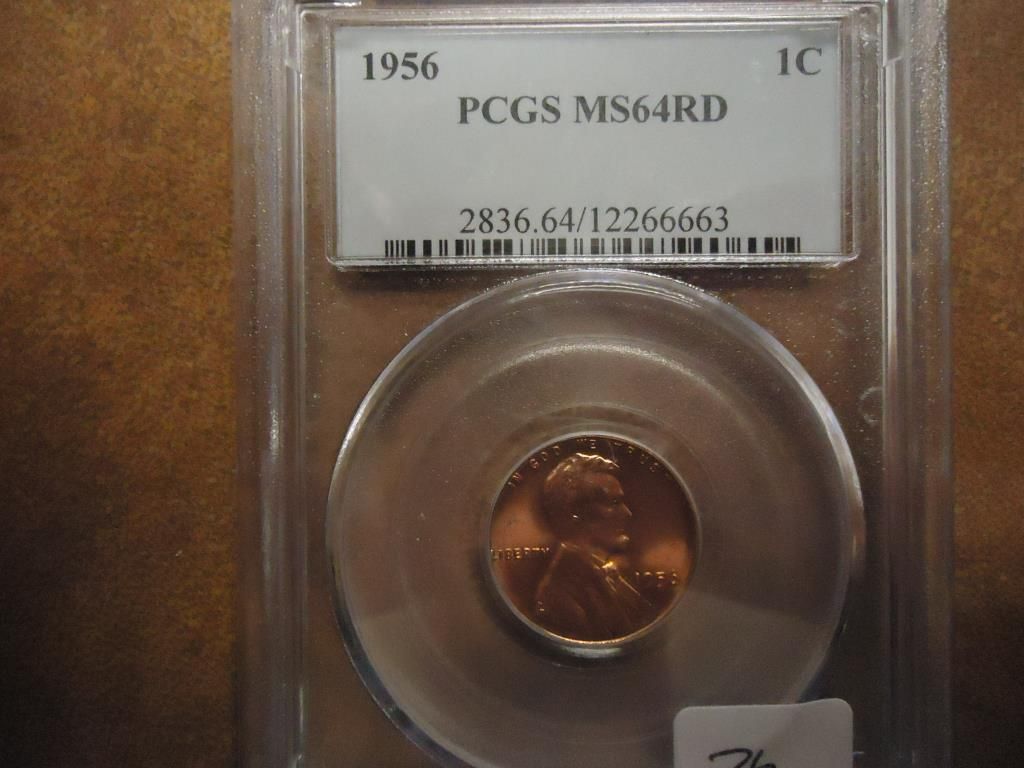 1956 1C
PCGS MS64RD
2836.64/12266663
IN GOD WE TRUST
LIBERTY
1956